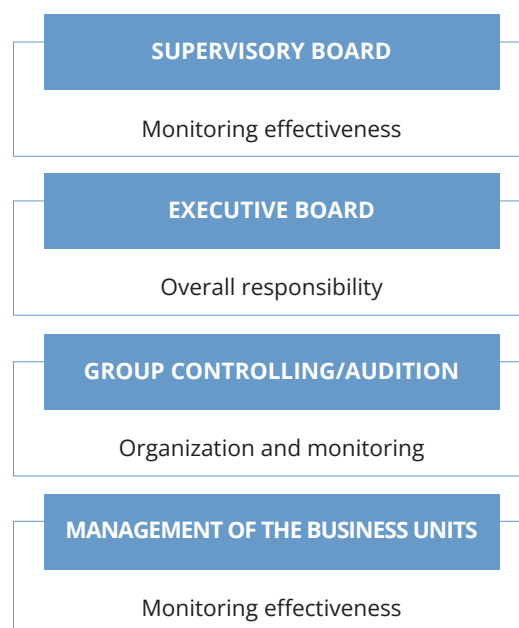 SUPERVISORY BOARD
Monitoring effectiveness
EXECUTIVE BOARD
Overall responsibility
GROUP CONTROLLING/AUDITION
Organization and monitoring
MANAGEMENT OF THE BUSINESS UNITS
Monitoring effectiveness